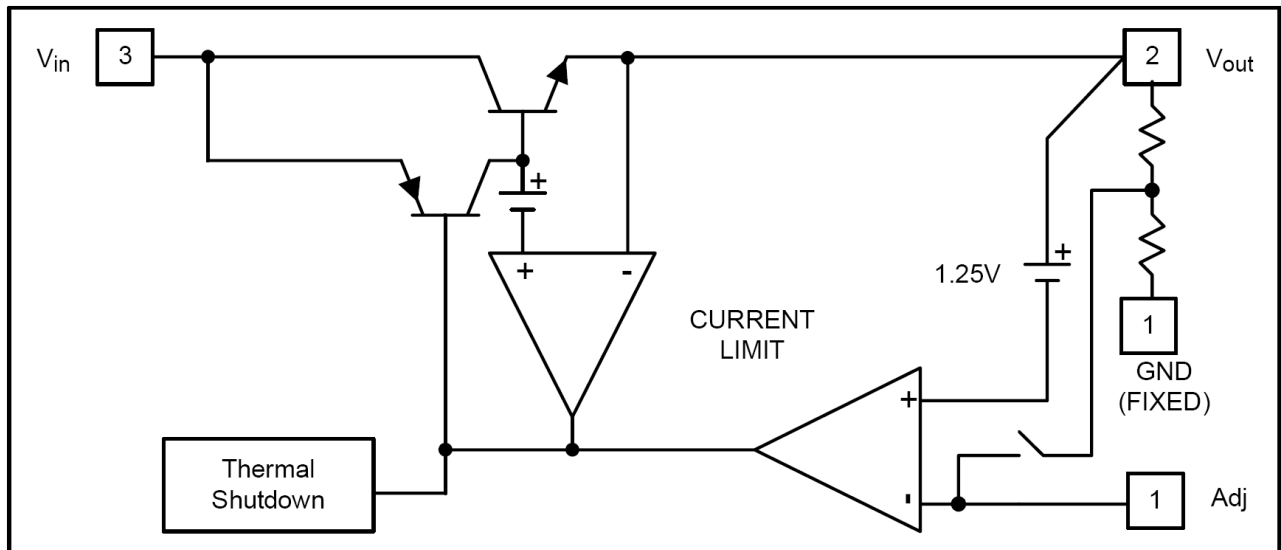 Vin
3
2
Vout
+
+
-
1.25V
+
1
GND
(FIXED)
CURRENT
LIMIT
+
Thermal
Shutdown
-
1
Adj